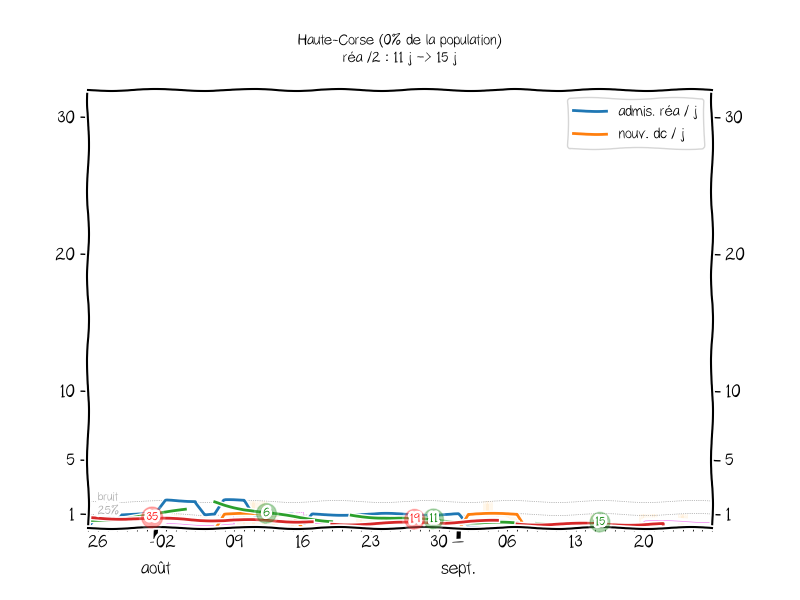 Haute-Corse (0% de la population)
réa /2 : 11 j -> 15 j
admis. réa / j
nouv. dc / j
30 30
20 20
10 10
5 5
1 1
bruit
25%
35 6 19 11 15
26 02 09 16 23 30 06 13 20
août sept.